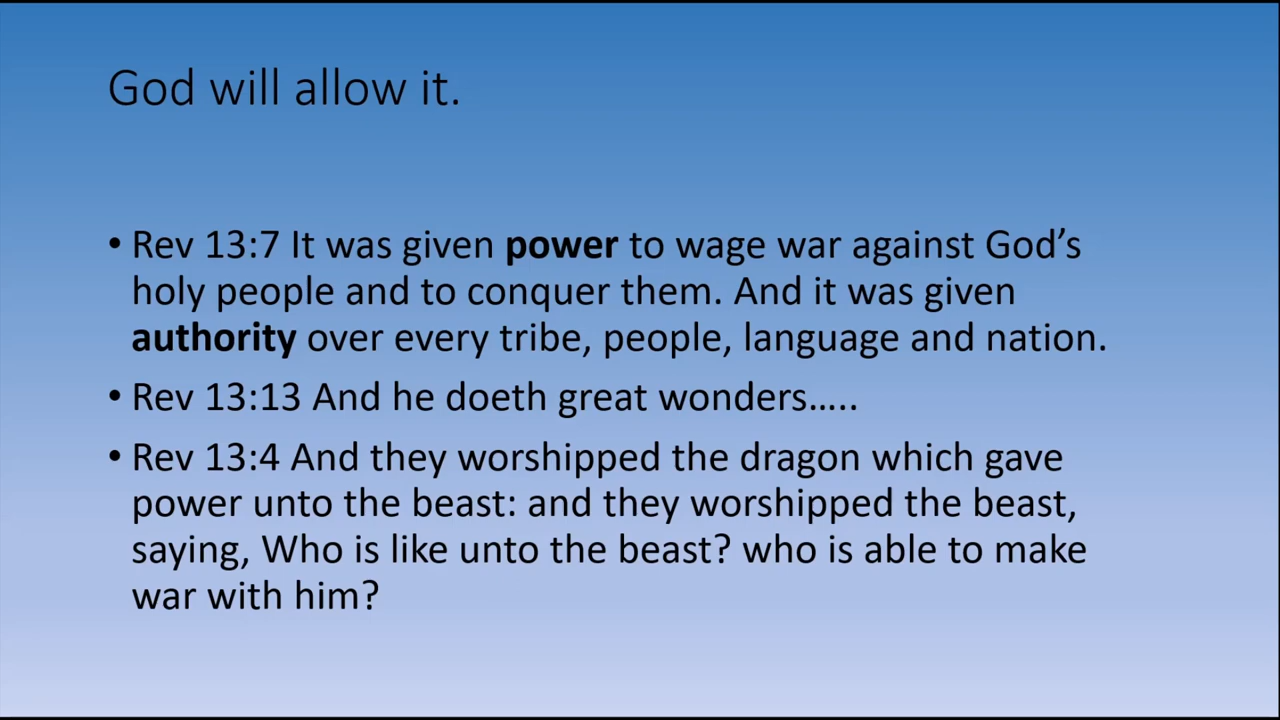 God will allow it.
• Rev 13:7 It was given power to wage war against God’s
holy people and to conquer them. And it was given
authority over every tribe, people, language and nation.
• Rev 13:13 And he doeth great wonders…..
• Rev 13:4 And they worshipped the dragon which gave
power unto the beast: and they worshipped the beast,
saying, Who is like unto the beast? who is able to make
war with him?